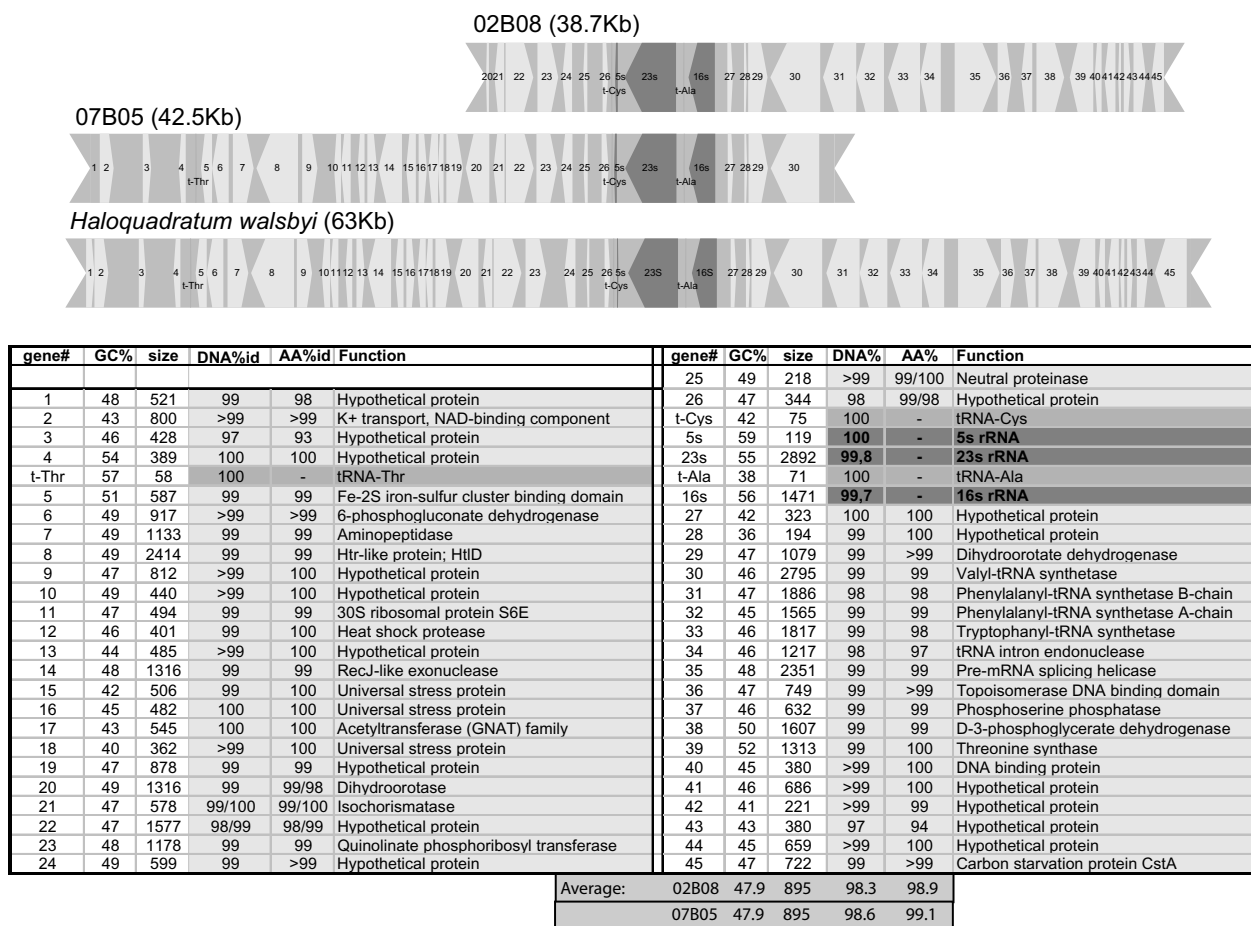 02B08 (38.7Kb)
20 21 22 23 24 25 26 5s 23s 16s 27 28 29 30 31 32 33 34 35 36 37 38 39 40 41 42 43 44 45
t-Cys t-Ala
07B05 (42.5Kb)
1 2 3 4 5 6 7 8 9 10 11 12 13 14 15 16 17 18 19 20 21 22 23 24 25 26 5s 23s 16s 27 28 29 30
t-Thr t-Cys t-Ala
Haloquadratum walsbyi (63Kb)
1 2 3 4 5 6 7 8 9 10 11 12 13 14 15 16 17 18 19 20 21 22 23 24 25 26 5s 23S 16S 27 28 29 30 31 32 33 34 35 36 37 38 39 40 41 42 43 44 45
t-Thr t-Cys t-Ala
gene# GC% size DNA%id AA%id Function
1 48 521 99 98 Hypothetical protein
2 43 800 >99 >99 K+ transport, NAD-binding component
3 46 428 97 93 Hypothetical protein
4 54 389 100 100 Hypothetical protein
t-Thr 57 58 100 - tRNA-Thr
5 51 587 99 99 Fe-2S iron-sulfur cluster binding domain
6 49 917 >99 >99 6-phosphogluconate dehydrogenase
7 49 1133 99 99 Aminopeptidase
8 49 2414 99 99 Htr-like protein; HtlD
9 47 812 >99 100 Hypothetical protein
10 49 440 >99 100 Hypothetical protein
11 47 494 99 99 30S ribosomal protein S6E
12 46 401 99 100 Heat shock protease
13 44 485 >99 100 Hypothetical protein
14 48 1316 99 99 RecJ-like exonuclease
15 42 506 99 100 Universal stress protein
16 45 482 100 100 Universal stress protein
17 43 545 100 100 Acetyltransferase (GNAT) family
18 40 362 >99 100 Universal stress protein
19 47 878 99 99 Hypothetical protein
20 49 1316 99 99/98 Dihydroorotase
21 47 578 99/100 99/100 Isochorismatase
22 47 1577 98/99 98/99 Hypothetical protein
23 48 1178 99 99 Quinolinate phosphoribosyl transferase
24 49 599 99 >99 Hypothetical protein
gene# GC% size DNA% AA% Function
25 49 218 >99 99/100 Neutral proteinase
26 47 344 98 99/98 Hypothetical protein
t-Cys 42 75 100 - tRNA-Cys
5s 59 119 100 - 5s rRNA
23s 55 2892 99,8 - 23s rRNA
t-Ala 38 71 100 - tRNA-Ala
16s 56 1471 99,7 - 16s rRNA
27 42 323 100 100 Hypothetical protein
28 36 194 99 100 Hypothetical protein
29 47 1079 99 >99 Dihydroorotate dehydrogenase
30 46 2795 99 99 Valyl-tRNA synthetase
31 47 1886 98 98 Phenylalanyl-tRNA synthetase B-chain
32 45 1565 99 99 Phenylalanyl-tRNA synthetase A-chain
33 46 1817 99 98 Tryptophanyl-tRNA synthetase
34 46 1217 98 97 tRNA intron endonuclease
35 48 2351 99 99 Pre-mRNA splicing helicase
36 47 749 99 >99 Topoisomerase DNA binding domain
37 46 632 99 99 Phosphoserine phosphatase
38 50 1607 99 99 D-3-phosphoglycerate dehydrogenase
39 52 1313 99 100 Threonine synthase
40 45 380 >99 100 DNA binding protein
41 46 686 >99 100 Hypothetical protein
42 41 221 >99 99 Hypothetical protein
43 43 380 97 94 Hypothetical protein
44 45 659 >99 100 Hypothetical protein
45 47 722 99 >99 Carbon starvation protein CstA
Average: 02B08 47.9 895 98.3 98.9
07B05 47.9 895 98.6 99.1